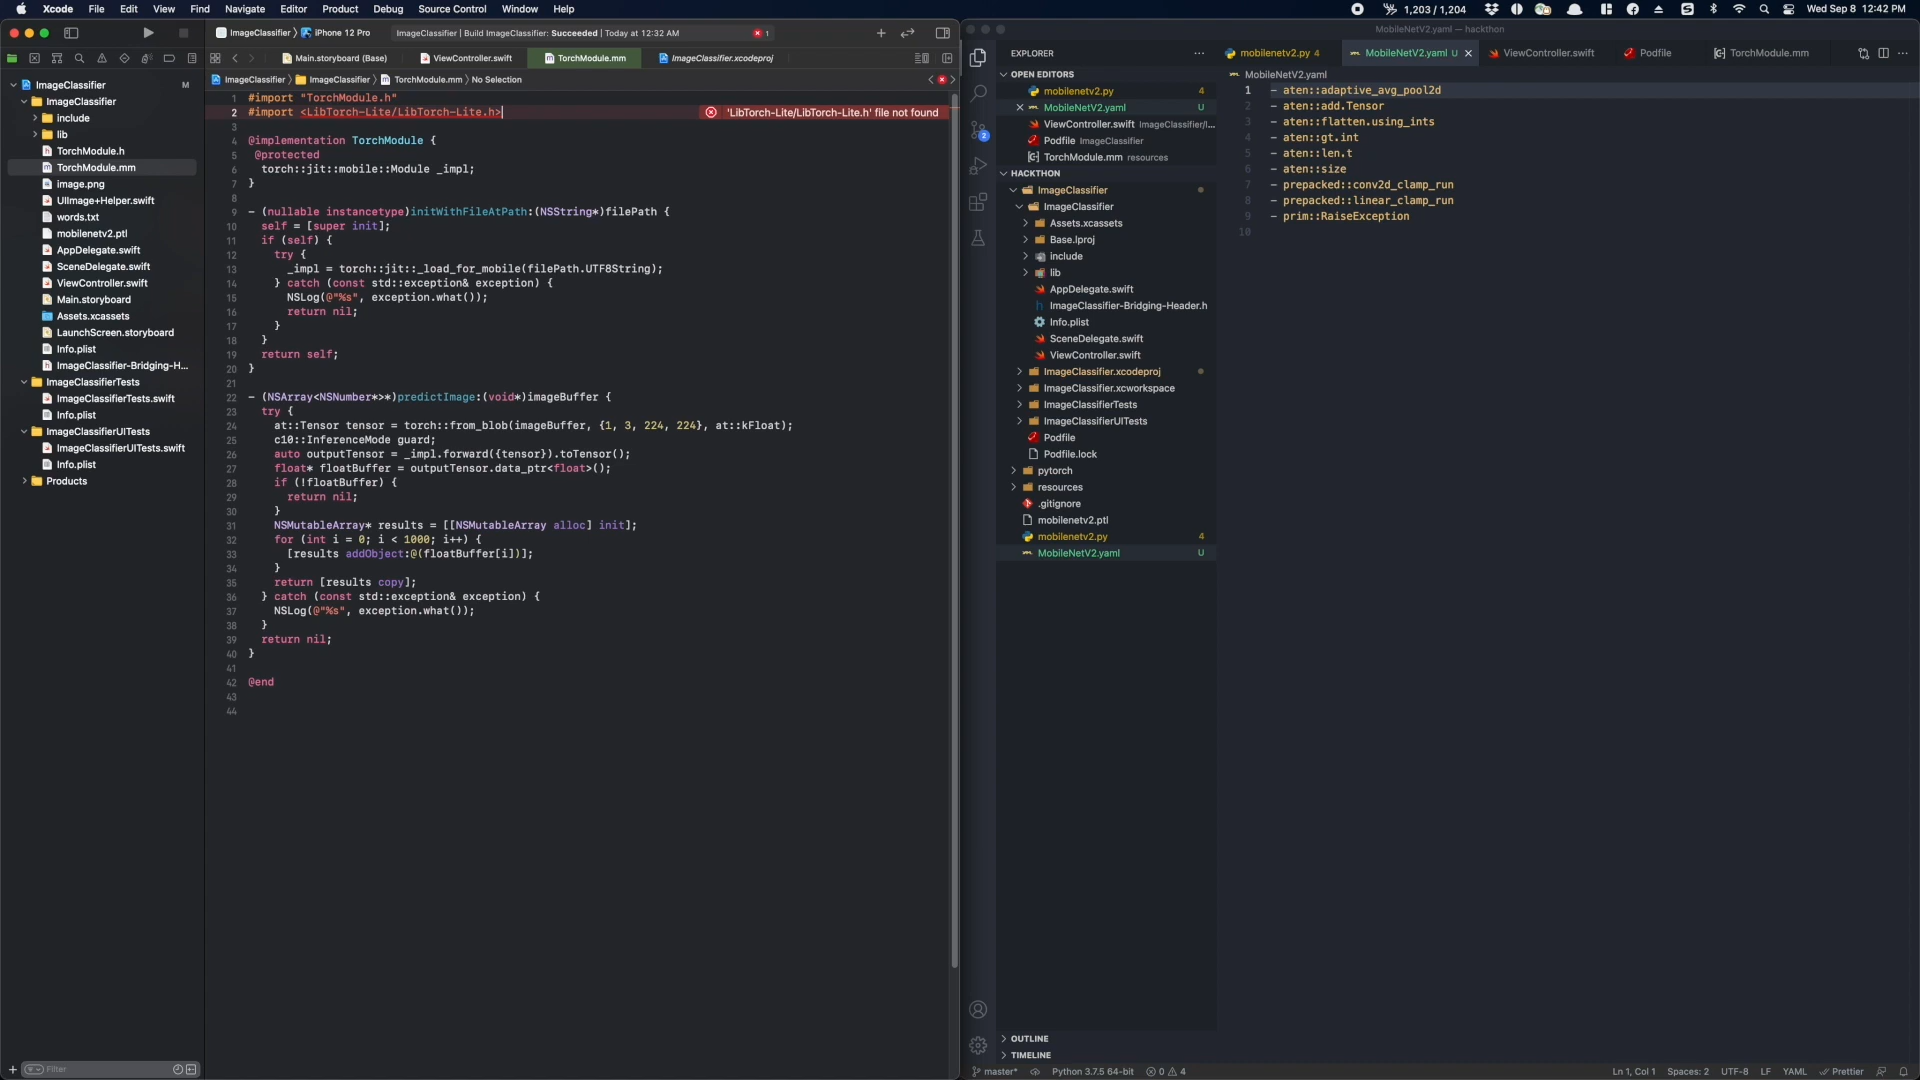 Xcode File Edit View Find Navigate Editor Product Debug Source Control Window Help
1,203 / 1,204 Wed Sep 8 12:42 PM
ImageClassifier 〉 iPhone 12 Pro ImageClassifier | Build ImageClassifier: Succeeded | Today at 12:32 AM 1
Main.storyboard (Base) ViewController.swift TorchModule.mm ImageClassifier.xcodeproj
ImageClassifier 〉 ImageClassifier 〉 TorchModule.mm 〉 No Selection
ImageClassifier M
ImageClassifier
include
lib
TorchModule.h
TorchModule.mm
image.png
UIImage+Helper.swift
words.txt
mobilenetv2.ptl
AppDelegate.swift
SceneDelegate.swift
ViewController.swift
Main.storyboard
Assets.xcassets
LaunchScreen.storyboard
Info.plist
ImageClassifier-Bridging-H...
ImageClassifierTests
ImageClassifierTests.swift
Info.plist
ImageClassifierUITests
ImageClassifierUITests.swift
Info.plist
Products
Filter
1 #import "TorchModule.h"
2 #import <LibTorch-Lite/LibTorch-Lite.h> 'LibTorch-Lite/LibTorch-Lite.h' file not found
3
4 @implementation TorchModule {
5 @protected
6 torch::jit::mobile::Module _impl;
7 }
8
9 - (nullable instancetype)initWithFileAtPath:(NSString*)filePath {
10 self = [super init];
11 if (self) {
12 try {
13 _impl = torch::jit::_load_for_mobile(filePath.UTF8String);
14 } catch (const std::exception& exception) {
15 NSLog(@"%s", exception.what());
16 return nil;
17 }
18 }
19 return self;
20 }
21
22 - (NSArray<NSNumber*>*)predictImage:(void*)imageBuffer {
23 try {
24 at::Tensor tensor = torch::from_blob(imageBuffer, {1, 3, 224, 224}, at::kFloat);
25 c10::InferenceMode guard;
26 auto outputTensor = _impl.forward({tensor}).toTensor();
27 float* floatBuffer = outputTensor.data_ptr<float>();
28 if (!floatBuffer) {
29 return nil;
30 }
31 NSMutableArray* results = [[NSMutableArray alloc] init];
32 for (int i = 0; i < 1000; i++) {
33 [results addObject:@(floatBuffer[i])];
34 }
35 return [results copy];
36 } catch (const std::exception& exception) {
37 NSLog(@"%s", exception.what());
38 }
39 return nil;
40 }
41
42 @end
43
44
MobileNetV2.yaml — hackthon
EXPLORER ...
OPEN EDITORS
mobilenetv2.py 4
MobileNetV2.yaml U
ViewController.swift ImageClassifier/I...
Podfile ImageClassifier
TorchModule.mm resources
HACKTHON
ImageClassifier
ImageClassifier
Assets.xcassets
Base.lproj
include
lib
AppDelegate.swift
ImageClassifier-Bridging-Header.h
Info.plist
SceneDelegate.swift
ViewController.swift
ImageClassifier.xcodeproj
ImageClassifier.xcworkspace
ImageClassifierTests
ImageClassifierUITests
Podfile
Podfile.lock
pytorch
resources
.gitignore
mobilenetv2.ptl
mobilenetv2.py 4
MobileNetV2.yaml U
OUTLINE
TIMELINE
2
mobilenetv2.py 4 MobileNetV2.yaml U ViewController.swift Podfile TorchModule.mm
MobileNetV2.yaml
1 - aten::adaptive_avg_pool2d
2 - aten::add.Tensor
3 - aten::flatten.using_ints
4 - aten::gt.int
5 - aten::len.t
6 - aten::size
7 - prepacked::conv2d_clamp_run
8 - prepacked::linear_clamp_run
9 - prim::RaiseException
10
master* Python 3.7.5 64-bit 0 4 Ln 1, Col 1 Spaces: 2 UTF-8 LF YAML Prettier